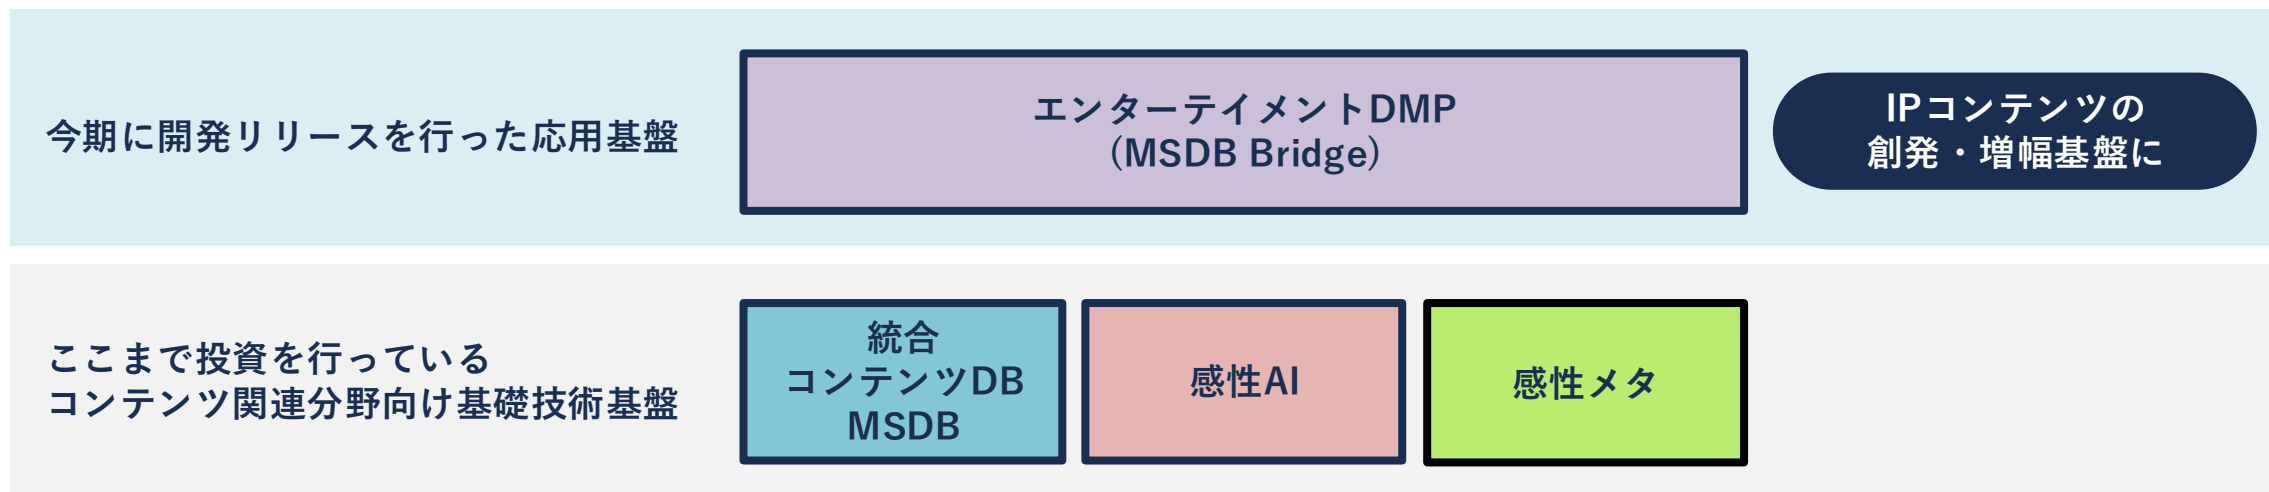 今期に開発リリースを行った応用基盤
エンターテイメントDMP
(MSDB Bridge)
IPコンテンツの
創発・増幅基盤に
ここまで投資を行っている
コンテンツ関連分野向け基礎技術基盤
統合
コンテンツDB
MSDB
感性AI
感性メタ